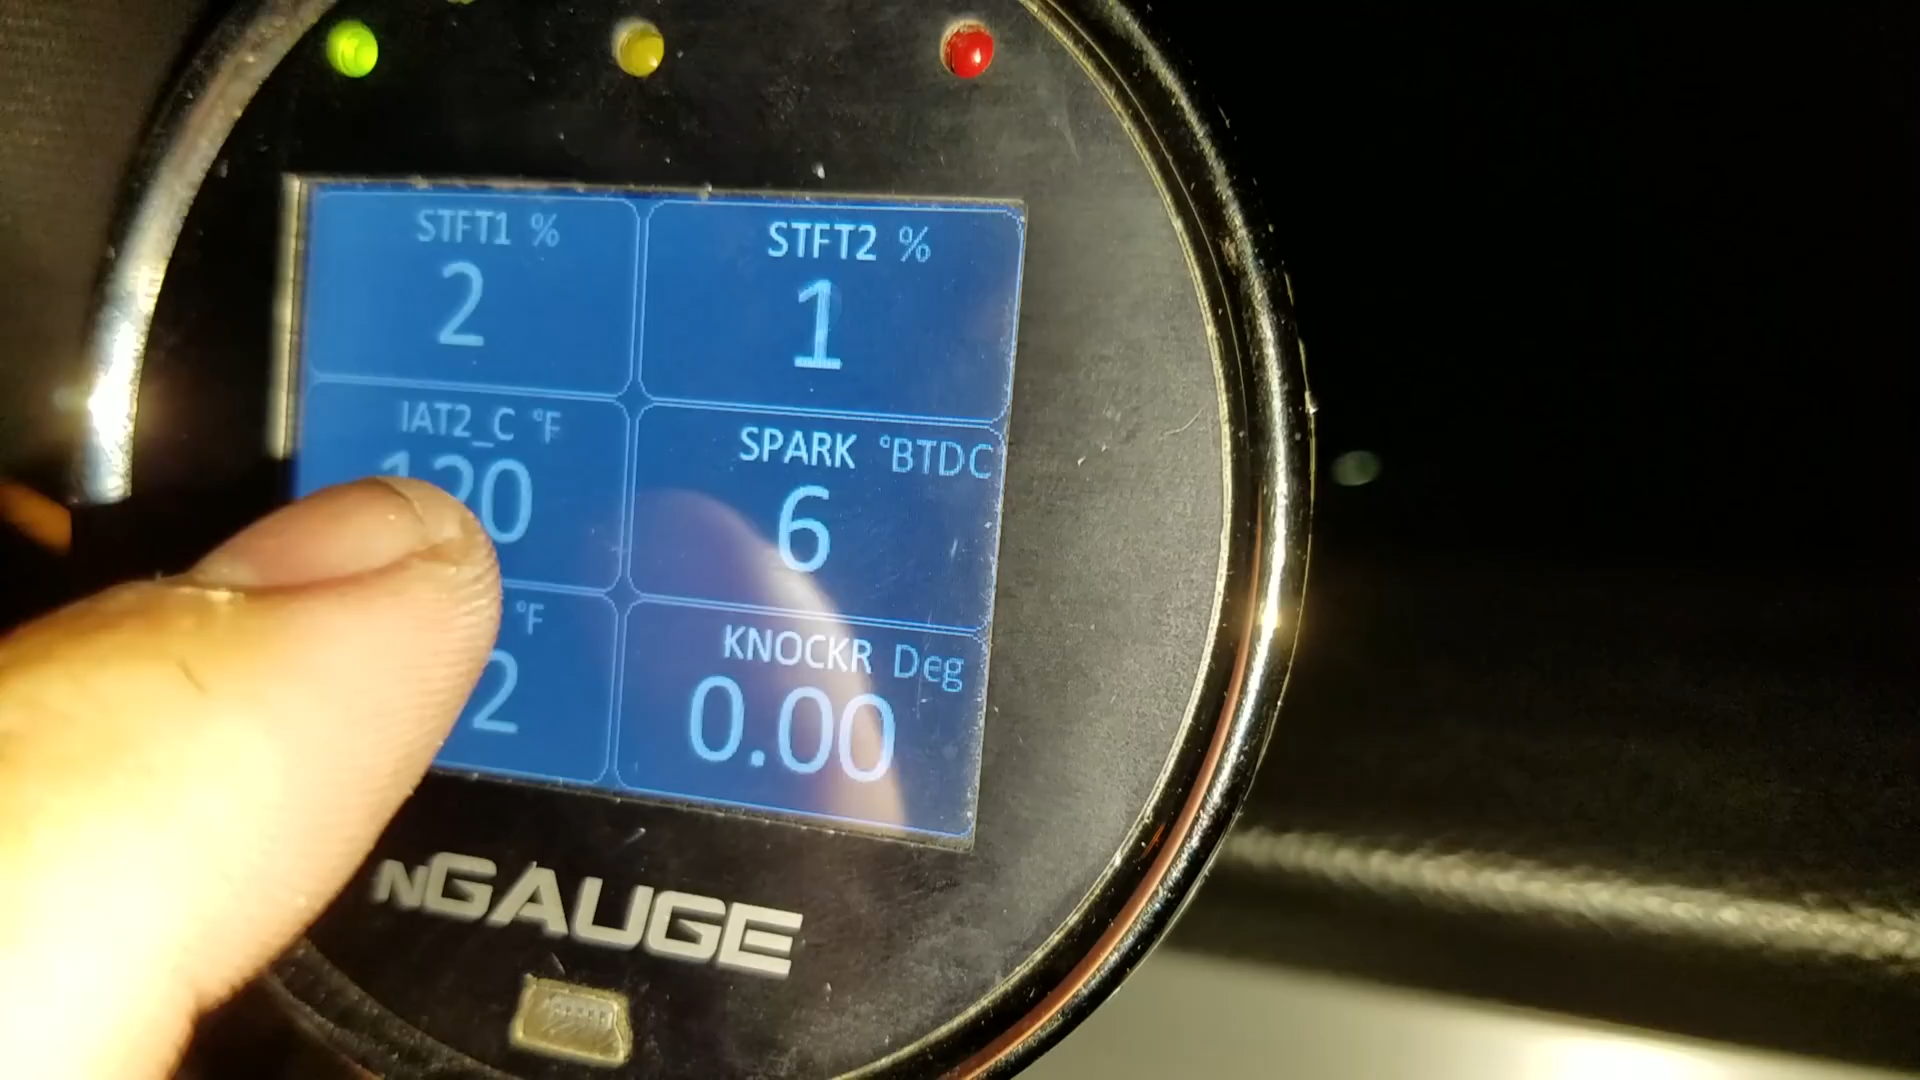 STFT1 %
2
STFT2 %
1
IAT2_C °F
120
SPARK °BTDC
6
°F
2
KNOCKR Deg
0.00
nGAUGE